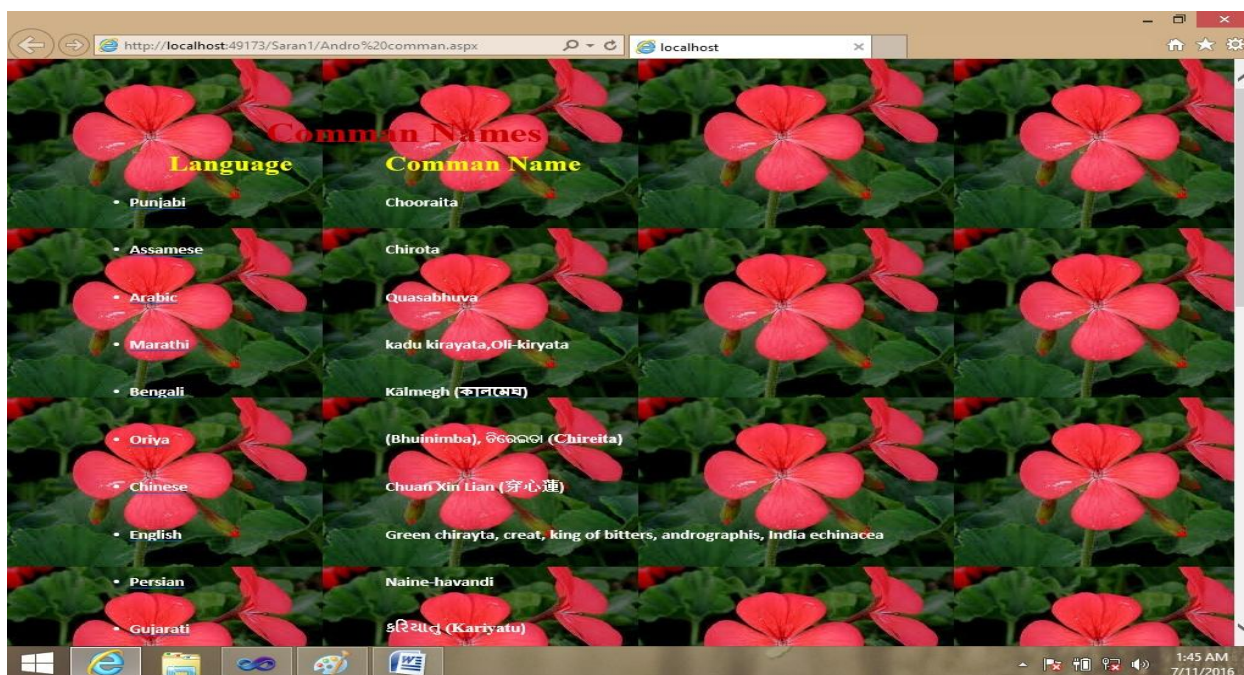 http://localhost:49173/Saran1/Andro%20comman.aspx
localhost
Comman Names
Language Comman Name
• Punjabi Chooraita
• Assamese Chirota
• Arabic Quasabhuva
• Marathi kadu kirayata,Oli-kiryata
• Bengali Kālmegh (কালমেঘ)
• Oriya (Bhuinimba), ଚିରେଇତା (Chireita)
• Chinese Chuan Xin Lian (穿心蓮)
• English Green chirayta, creat, king of bitters, andrographis, India echinacea
• Persian Naine-havandi
• Gujarati કરિયાતું (Kariyatu)
1:45 AM
7/11/2016